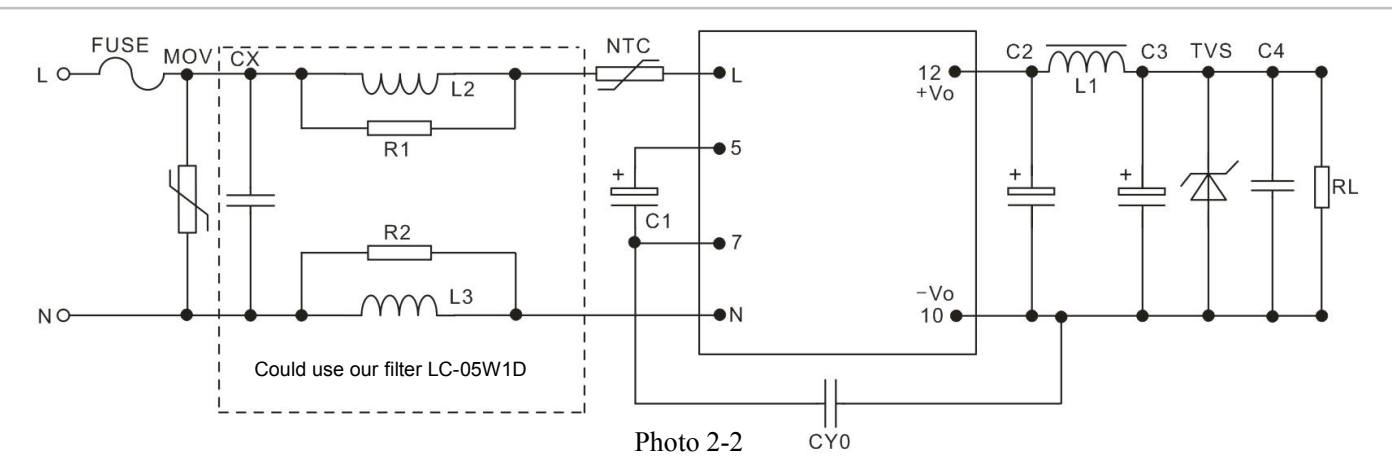 FUSE
MOV
CX
NTC
C2
C3
TVS
C4
L
L2
L
12
+Vo
L1
R1
5
+
+
+
RL
C1
R2
7
L3
−Vo
N
N
10
Could use our filter LC-05W1D
Photo 2-2
CY0